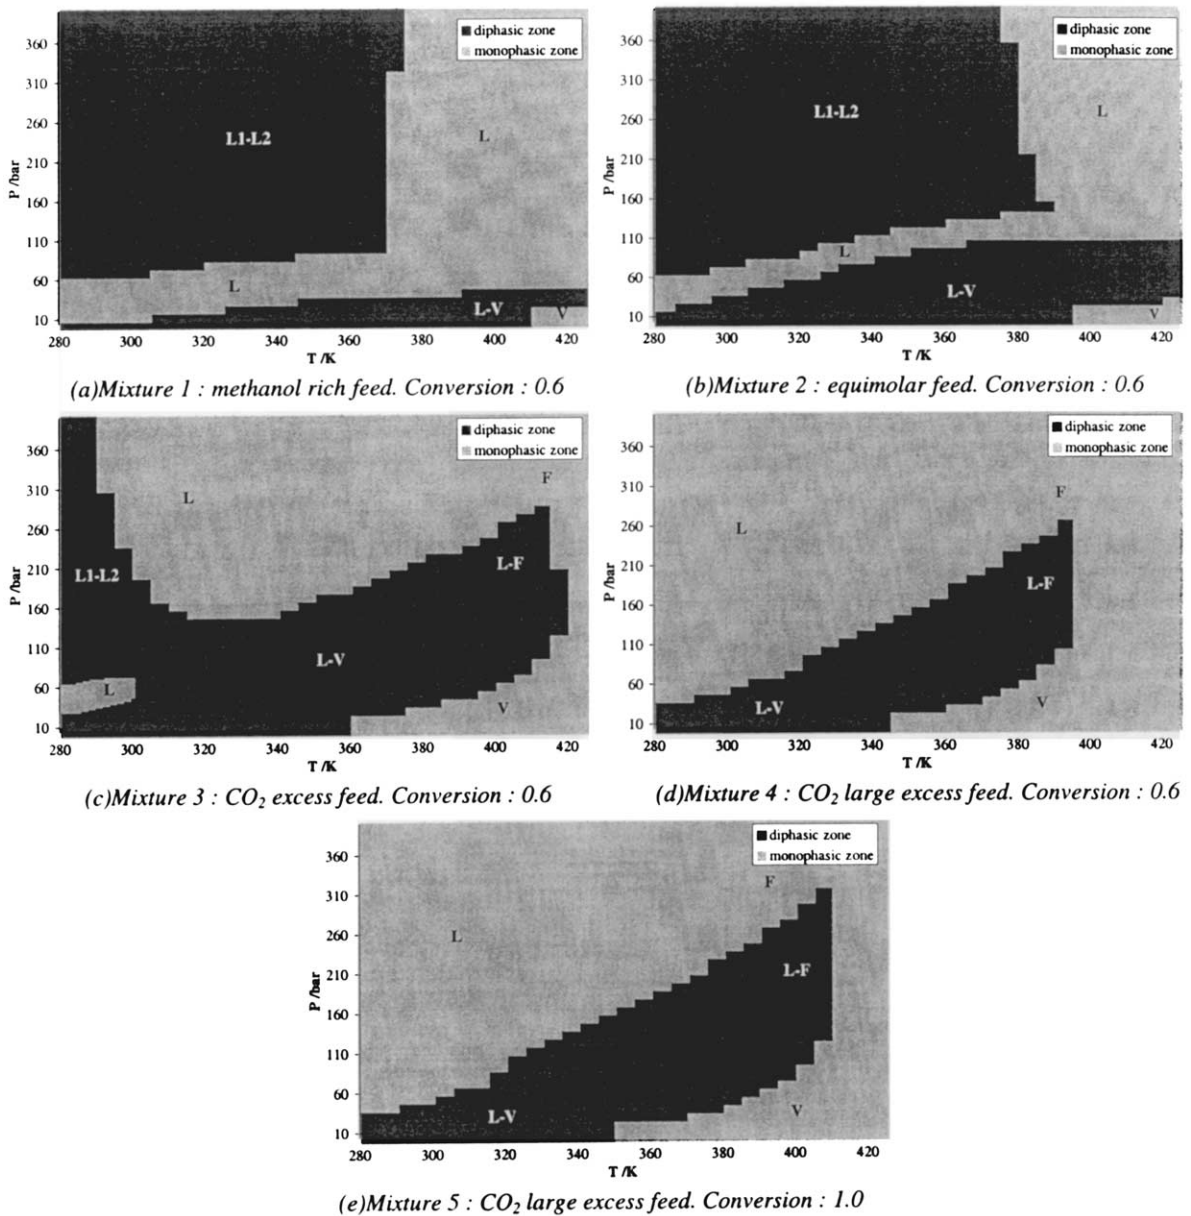 diphasic zone
monophasic zone
360
310
260
210
160
110
60
10
P /bar
L1-L2
L
L
L-V
V
280 300 320 340 360 380 400 420
T /K
(a)Mixture 1 : methanol rich feed. Conversion : 0.6
diphasic zone
monophasic zone
360
310
260
210
160
110
60
10
P /bar
L1-L2
L
L
L-V
V
280 300 320 340 360 380 400 420
T /K
(b)Mixture 2 : equimolar feed. Conversion : 0.6
diphasic zone
monophasic zone
360
310
260
210
160
110
60
10
P /bar
L
F
L1-L2
L-F
L-V
L
V
280 300 320 340 360 380 400 420
T /K
(c)Mixture 3 : CO₂ excess feed. Conversion : 0.6
diphasic zone
monophasic zone
360
310
260
210
160
110
60
10
P /bar
F
L
L-F
L-V
V
280 300 320 340 360 380 400 420
T /K
(d)Mixture 4 : CO₂ large excess feed. Conversion : 0.6
diphasic zone
monophasic zone
360
310
260
210
160
110
60
10
P /bar
F
L
L-F
L-V
V
280 300 320 340 360 380 400 420
T /K
(e)Mixture 5 : CO₂ large excess feed. Conversion : 1.0